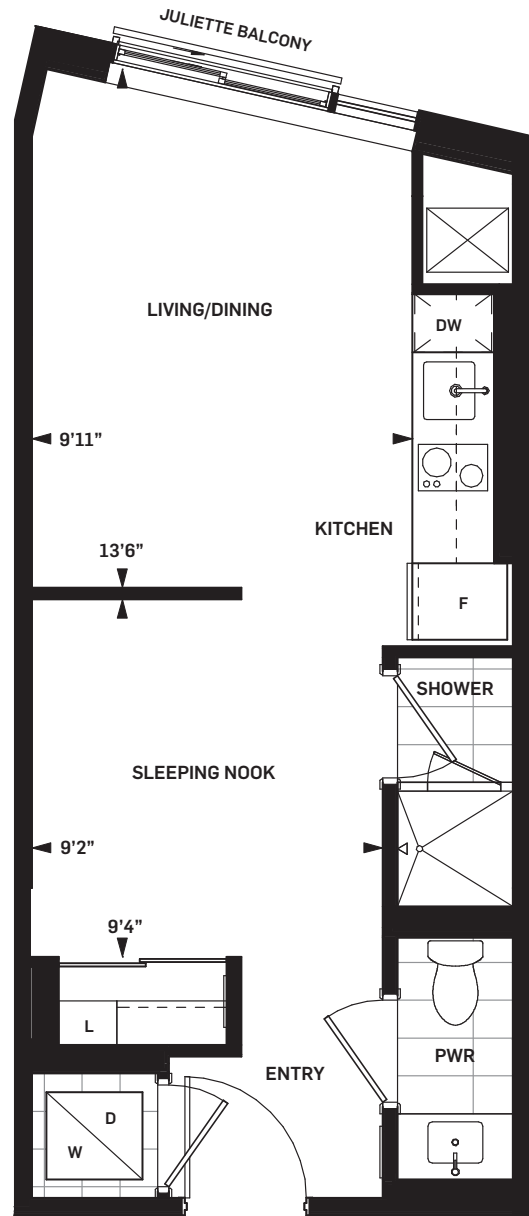 JULIETTE BALCONY
LIVING/DINING
DW
9'11"
KITCHEN
13'6"
F
SHOWER
SLEEPING NOOK
9'2"
9'4"
L
ENTRY
PWR
D
W